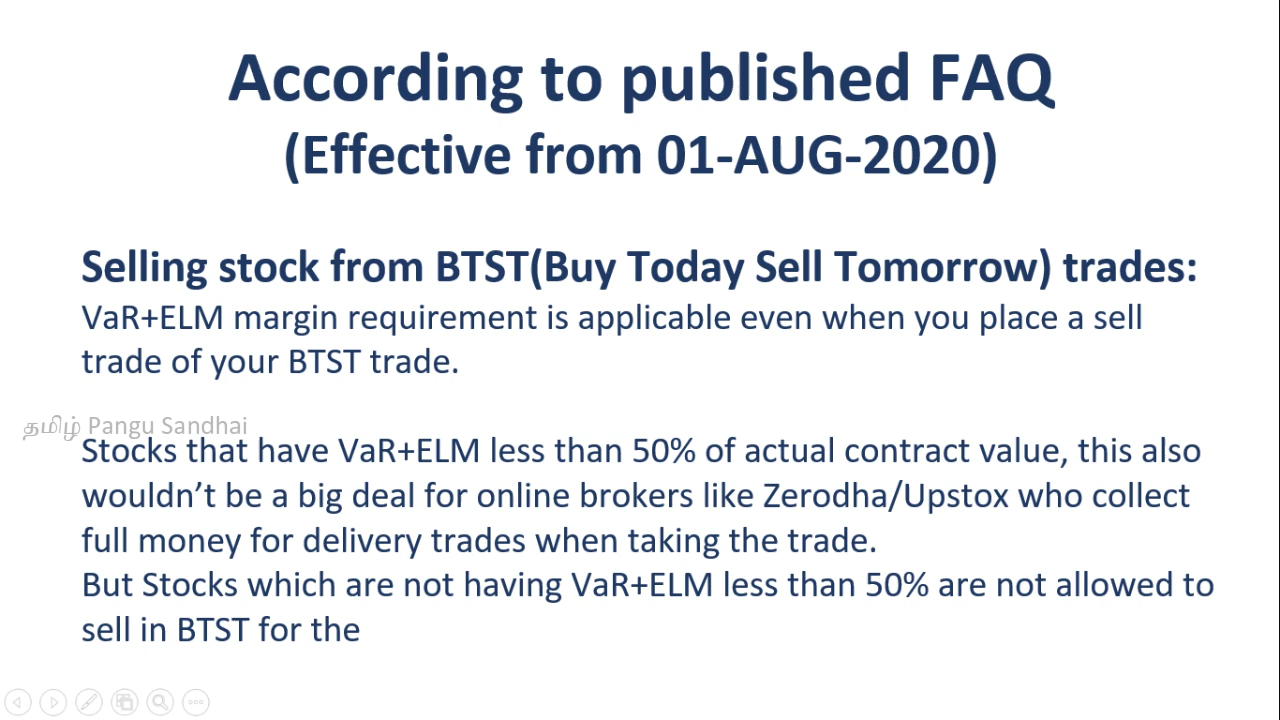 According to published FAQ
(Effective from 01-AUG-2020)
Selling stock from BTST(Buy Today Sell Tomorrow) trades:
VaR+ELM margin requirement is applicable even when you place a sell
trade of your BTST trade.
தமிழ் Pangu Sandhai
Stocks that have VaR+ELM less than 50% of actual contract value, this also
wouldn’t be a big deal for online brokers like Zerodha/Upstox who collect
full money for delivery trades when taking the trade.
But Stocks which are not having VaR+ELM less than 50% are not allowed to
sell in BTST for the